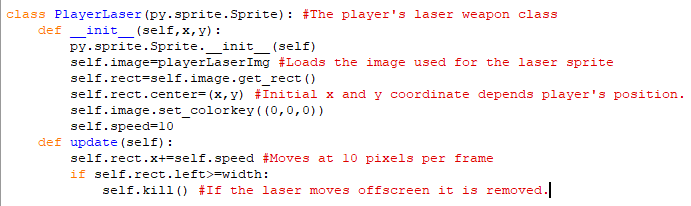 class PlayerLaser(py.sprite.Sprite): #The player's laser weapon class
    def __init__(self,x,y):
        py.sprite.Sprite.__init__(self)
        self.image=playerLaserImg #Loads the image used for the laser sprite
        self.rect=self.image.get_rect()
        self.rect.center=(x,y) #Initial x and y coordinate depends player's position.
        self.image.set_colorkey((0,0,0))
        self.speed=10
    def update(self):
        self.rect.x+=self.speed #Moves at 10 pixels per frame
        if self.rect.left>=width:
            self.kill() #If the laser moves offscreen it is removed.